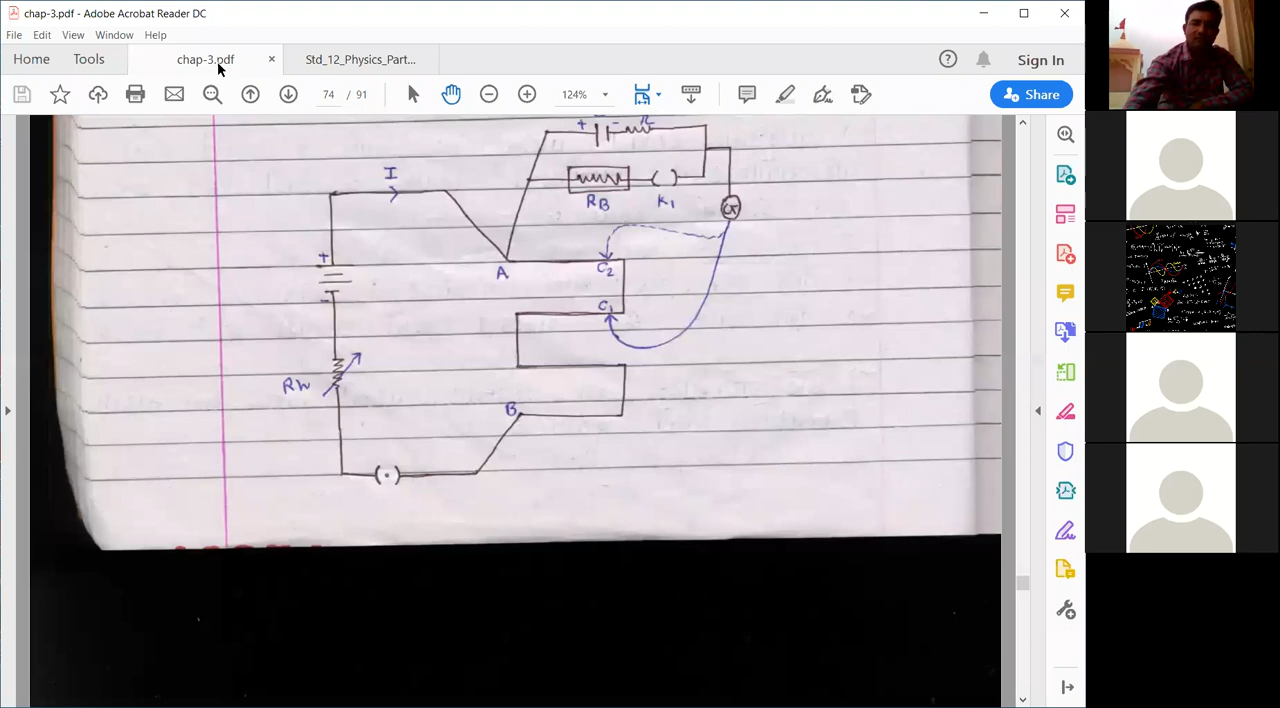 chap-3.pdf - Adobe Acrobat Reader DC
File Edit View Window Help
Home Tools chap-3.pdf × Std_12_Physics_Part... Sign In
74 / 91 124% Share
+ -
I
RB K1
G
+
A C2
-
C1
Rh
B